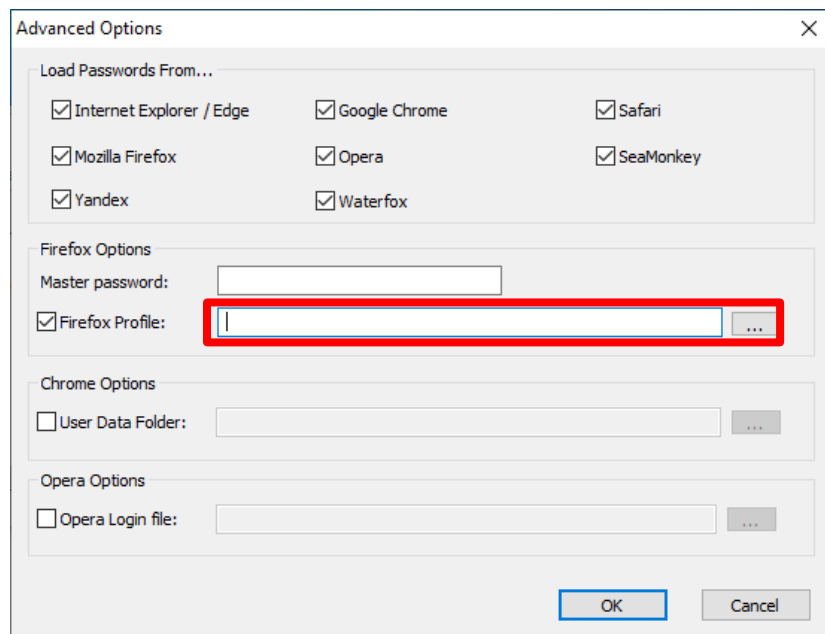 Advanced Options
Load Passwords From...
Internet Explorer / Edge Google Chrome Safari
Mozilla Firefox Opera SeaMonkey
Yandex Waterfox
Firefox Options
Master password:
Firefox Profile: ...
Chrome Options
User Data Folder: ...
Opera Options
Opera Login file: ...
OK Cancel